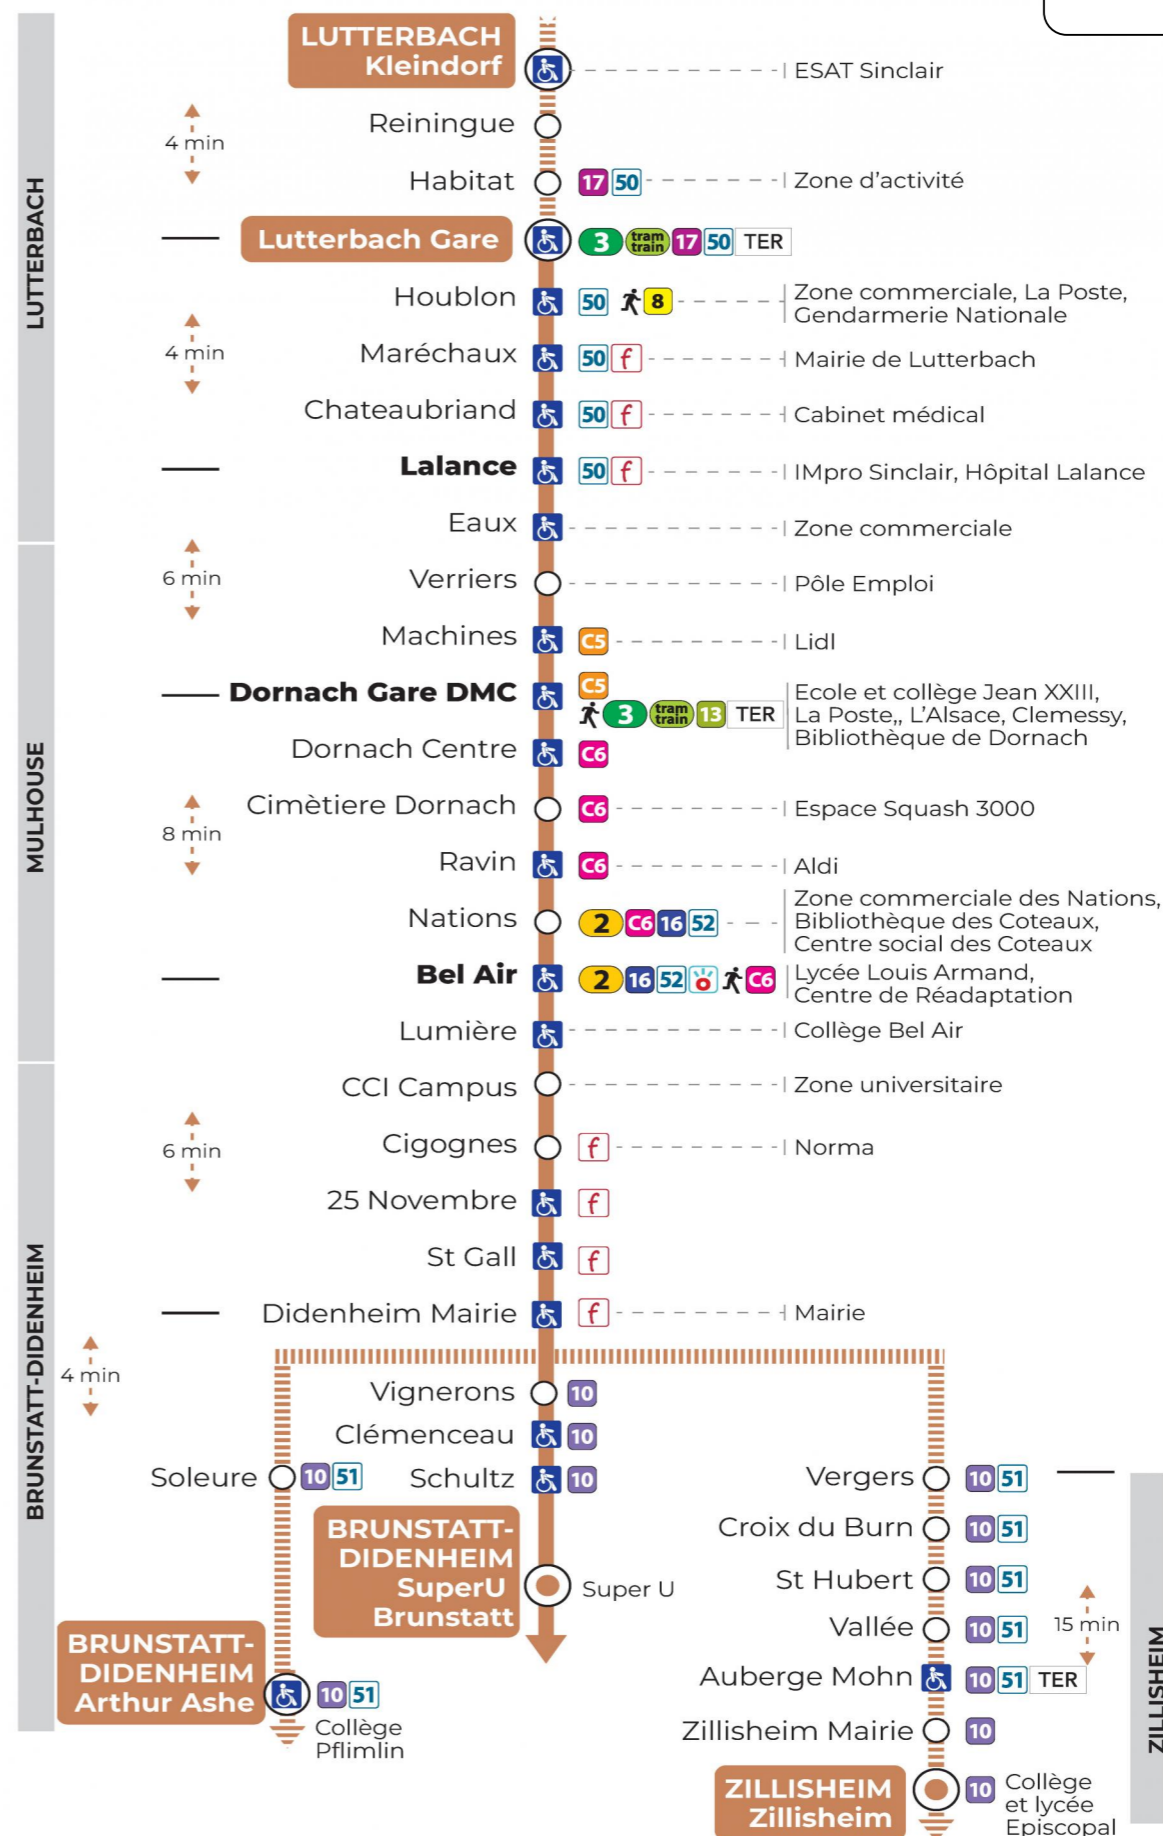 LUTTERBACH
Kleindorf
ESAT Sinclair
Reiningue
4 min
Habitat 17 50 Zone d’activité
LUTTERBACH
Lutterbach Gare 3 tram train 17 50 TER
Houblon 50 8 Zone commerciale, La Poste,
Gendarmerie Nationale
4 min
Maréchaux 50 f Mairie de Lutterbach
Chateaubriand 50 f Cabinet médical
Lalance 50 f IMpro Sinclair, Hôpital Lalance
Eaux Zone commerciale
6 min
Verriers Pôle Emploi
Machines C5 Lidl
Dornach Gare DMC C5
3 tram train 13 TER
Ecole et collège Jean XXIII,
La Poste,, L’Alsace, Clemessy,
Bibliothèque de Dornach
MULHOUSE
Dornach Centre C6
Cimètiere Dornach C6 Espace Squash 3000
8 min
Ravin C6 Aldi
Nations 2 C6 16 52
Zone commerciale des Nations,
Bibliothèque des Coteaux,
Centre social des Coteaux
Bel Air 2 16 52 C6
Lycée Louis Armand,
Centre de Réadaptation
Lumière Collège Bel Air
CCI Campus Zone universitaire
6 min
Cigognes f Norma
25 Novembre f
St Gall f
BRUNSTATT-DIDENHEIM
Didenheim Mairie f Mairie
4 min
Vignerons 10
Clémenceau 10
Schultz 10
BRUNSTATT-
DIDENHEIM
SuperU
Brunstatt
Super U
Soleure 10 51
BRUNSTATT-
DIDENHEIM
Arthur Ashe
10 51
Collège
Pflimlin
Vergers 10 51
Croix du Burn 10 51
St Hubert 10 51
Vallée 10 51
15 min
Auberge Mohn 10 51 TER
Zillisheim Mairie 10
ZILLISHEIM
ZILLISHEIM
Zillisheim
10
Collège
et lycée
Episcopal